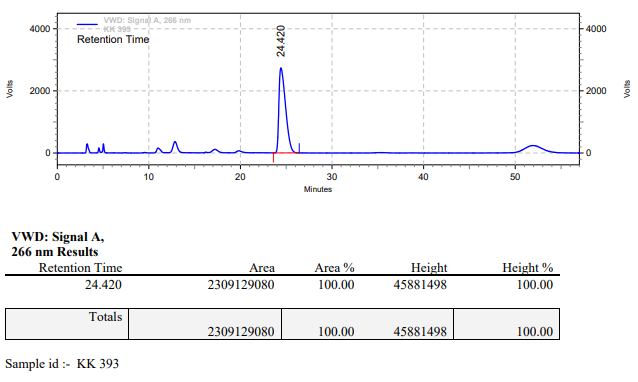 VWD: Signal A, 266 nm
KK 393
Retention Time
24.420
4000
2000
0
Volts
4000
2000
0
Volts
0 10 20 30 40 50
Minutes
VWD: Signal A,
266 nm Results
Retention Time Area Area % Height Height %
24.420 2309129080 100.00 45881498 100.00
Totals
2309129080 100.00 45881498 100.00
Sample id :- KK 393